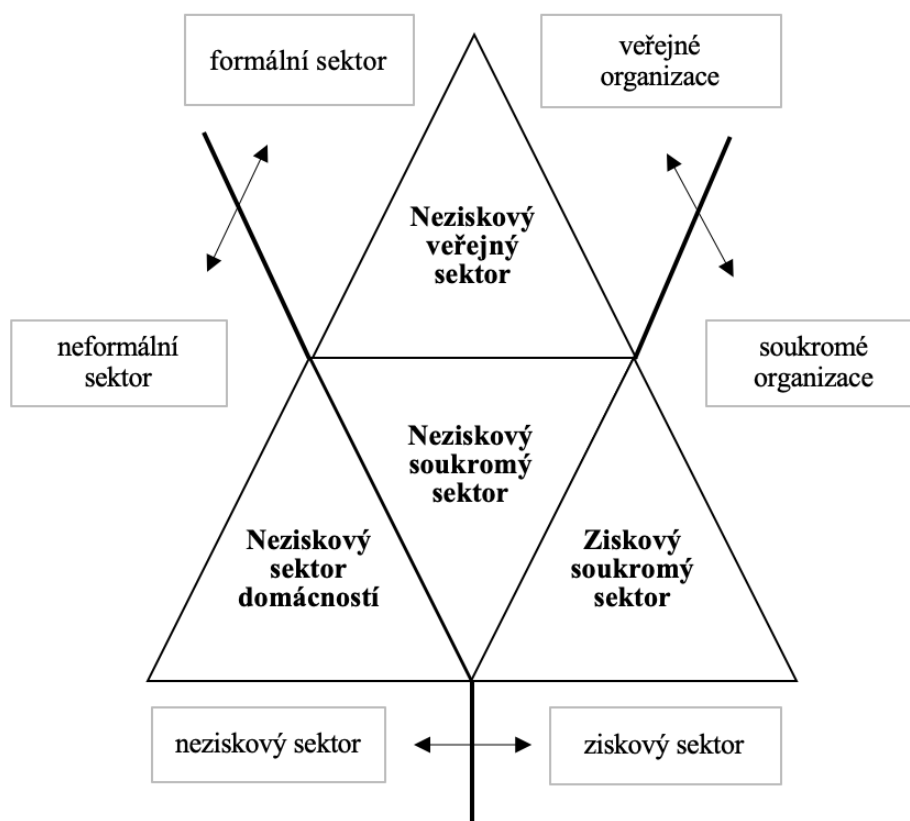 formální sektor
veřejné
organizace
Neziskový
veřejný
sektor
neformální
sektor
soukromé
organizace
Neziskový
soukromý
sektor
Neziskový
sektor
domácností
Ziskový
soukromý
sektor
neziskový sektor
ziskový sektor